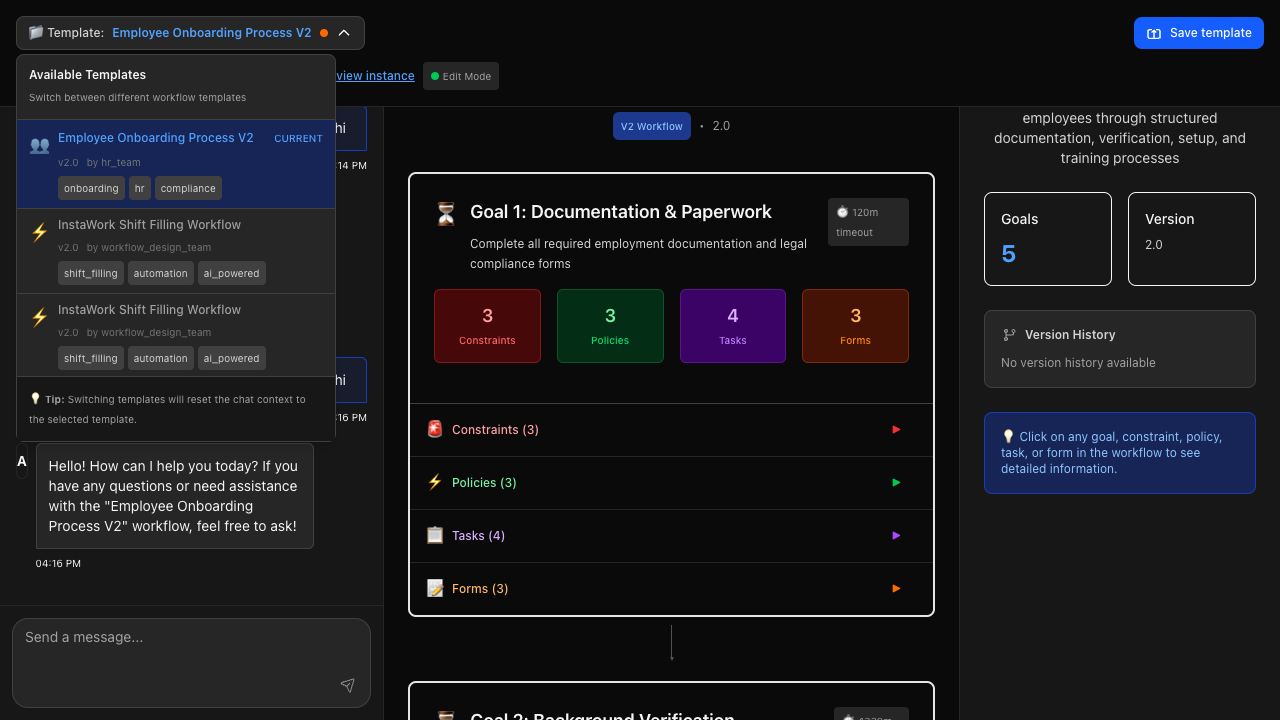 Template: Employee Onboarding Process V2
Save template
Available Templates
Switch between different workflow templates
view instance
Edit Mode
Employee Onboarding Process V2 CURRENT
v2.0 by hr_team
onboarding hr compliance
InstaWork Shift Filling Workflow
v2.0 by workflow_design_team
shift_filling automation ai_powered
InstaWork Shift Filling Workflow
v2.0 by workflow_design_team
shift_filling automation ai_powered
Tip: Switching templates will reset the chat context to
the selected template.
hi
14 PM
hi
:16 PM
A
Hello! How can I help you today? If you
have any questions or need assistance
with the "Employee Onboarding
Process V2" workflow, feel free to ask!
04:16 PM
Send a message...
V2 Workflow • 2.0
Goal 1: Documentation & Paperwork
120m
timeout
Complete all required employment documentation and legal
compliance forms
3
Constraints
3
Policies
4
Tasks
3
Forms
Constraints (3)
Policies (3)
Tasks (4)
Forms (3)
Goal 2: Background Verification
employees through structured
documentation, verification, setup, and
training processes
Goals
5
Version
2.0
Version History
No version history available
Click on any goal, constraint, policy,
task, or form in the workflow to see
detailed information.